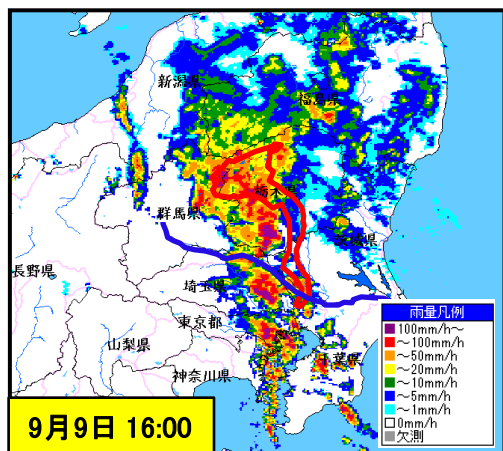 新潟県
福島県
栃木県
群馬県
茨城県
長野県
埼玉県
東京都
山梨県
千葉県
神奈川県
雨量凡例
100mm/h～
～100mm/h
～50mm/h
～20mm/h
～10mm/h
～5mm/h
～1mm/h
0mm/h
欠測
9月9日 16:00